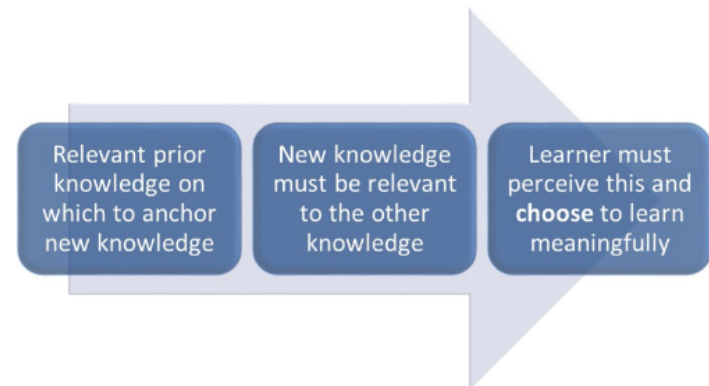 Relevant prior
knowledge on
which to anchor
new knowledge
New knowledge
must be relevant
to the other
knowledge
Learner must
perceive this and
choose to learn
meaningfully